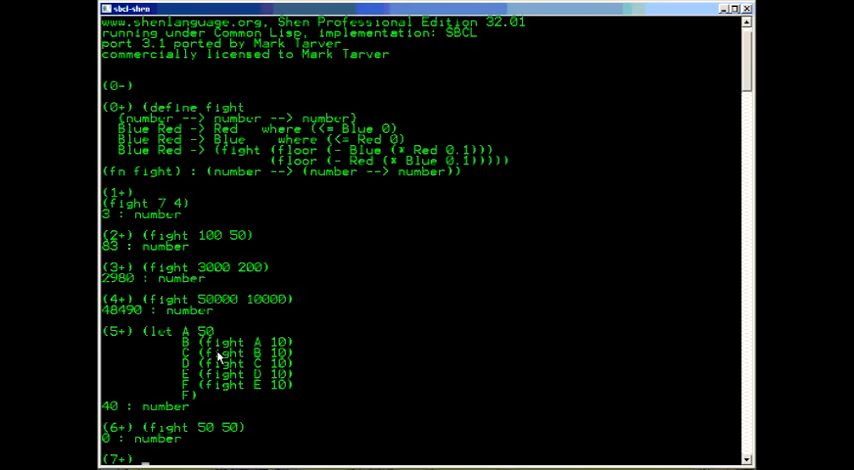 sbcl-shen
www.shenlanguage.org, Shen Professional Edition 32.01
running under Common Lisp, implementation: SBCL
port 3.1 ported by Mark Tarver
commercially licensed to Mark Tarver
(0-)
(0+) (define fight
{number --> number --> number}
Blue Red -> Red where (<= Blue 0)
Blue Red -> Blue where (<= Red 0)
Blue Red -> (fight (floor (- Blue (* Red 0.1)))
(floor (- Red (* Blue 0.1)))))
(fn fight) : (number --> (number --> number))
(1+)
(fight 7 4)
3 : number
(2+) (fight 100 50)
83 : number
(3+) (fight 3000 200)
2980 : number
(4+) (fight 50000 10000)
48490 : number
(5+) (let A 50
B (fight A 10)
C (fight B 10)
D (fight C 10)
E (fight D 10)
F (fight E 10)
F)
40 : number
(6+) (fight 50 50)
0 : number
(7+) _